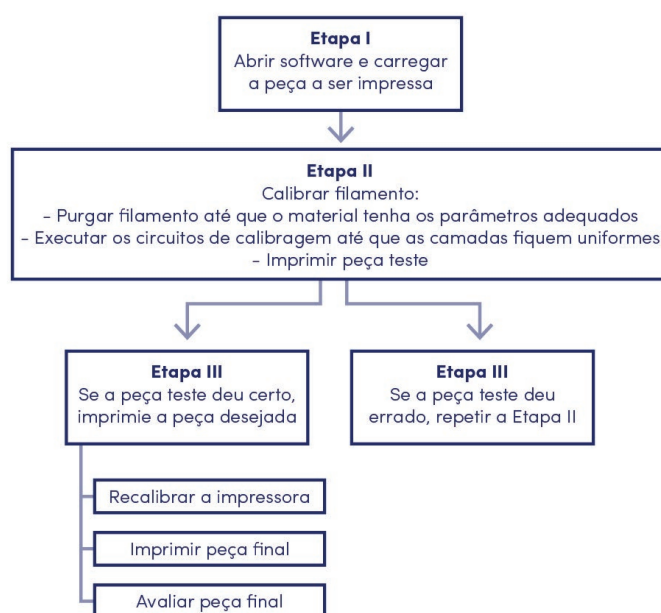 Etapa I
Abrir software e carregar
a peça a ser impressa
Etapa II
Calibrar filamento:
- Purgar filamento até que o material tenha os parâmetros adequados
- Executar os circuitos de calibragem até que as camadas fiquem uniformes
- Imprimir peça teste
Etapa III
Se a peça teste deu certo,
imprimie a peça desejada
Etapa III
Se a peça teste deu
errado, repetir a Etapa II
Recalibrar a impressora
Imprimir peça final
Avaliar peça final